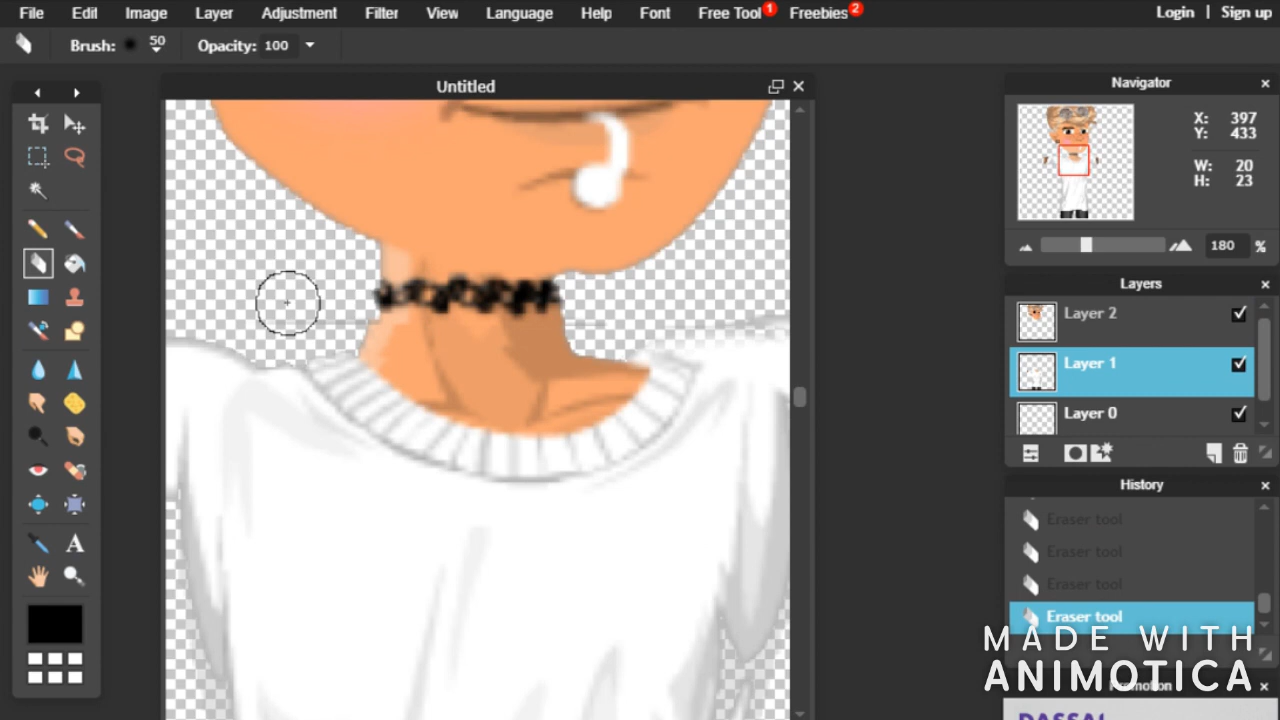 File Edit Image Layer Adjustment Filter View Language Help Font Free Tool 1 Freebies 2 Login | Sign up
Brush: 50 Opacity: 100
Untitled
Navigator
X: 397
Y: 433
W: 20
H: 23
180 %
Layers
Layer 2
Layer 1
Layer 0
History
Eraser tool
Eraser tool
Eraser tool
Eraser tool
MADE WITH
ANIMOTICA
Promotion